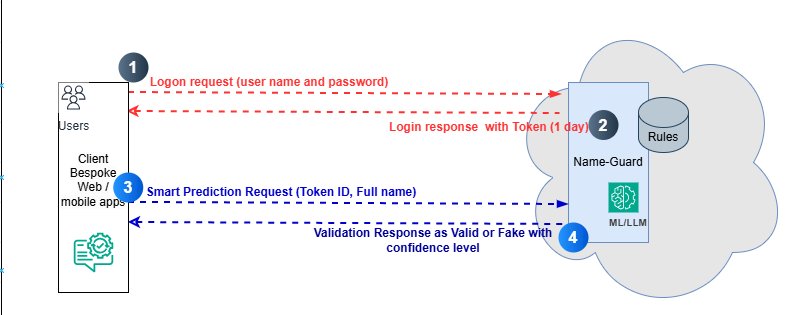 1
Logon request (user name and password)
Users
Login response with Token (1 day)
2
Rules
Client
Bespoke
Web /
mobile apps
Name-Guard
3
Smart Prediction Request (Token ID, Full name)
ML/LLM
Validation Response as Valid or Fake with
confidence level
4